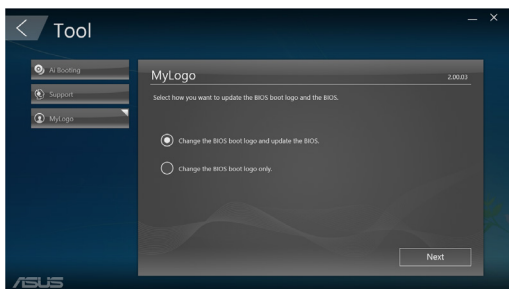 Tool
Ai Booting
Support
MyLogo
MyLogo
2.00.03
Select how you want to update the BIOS boot logo and the BIOS.
Change the BIOS boot logo and update the BIOS.
Change the BIOS boot logo only.
Next
ASUS